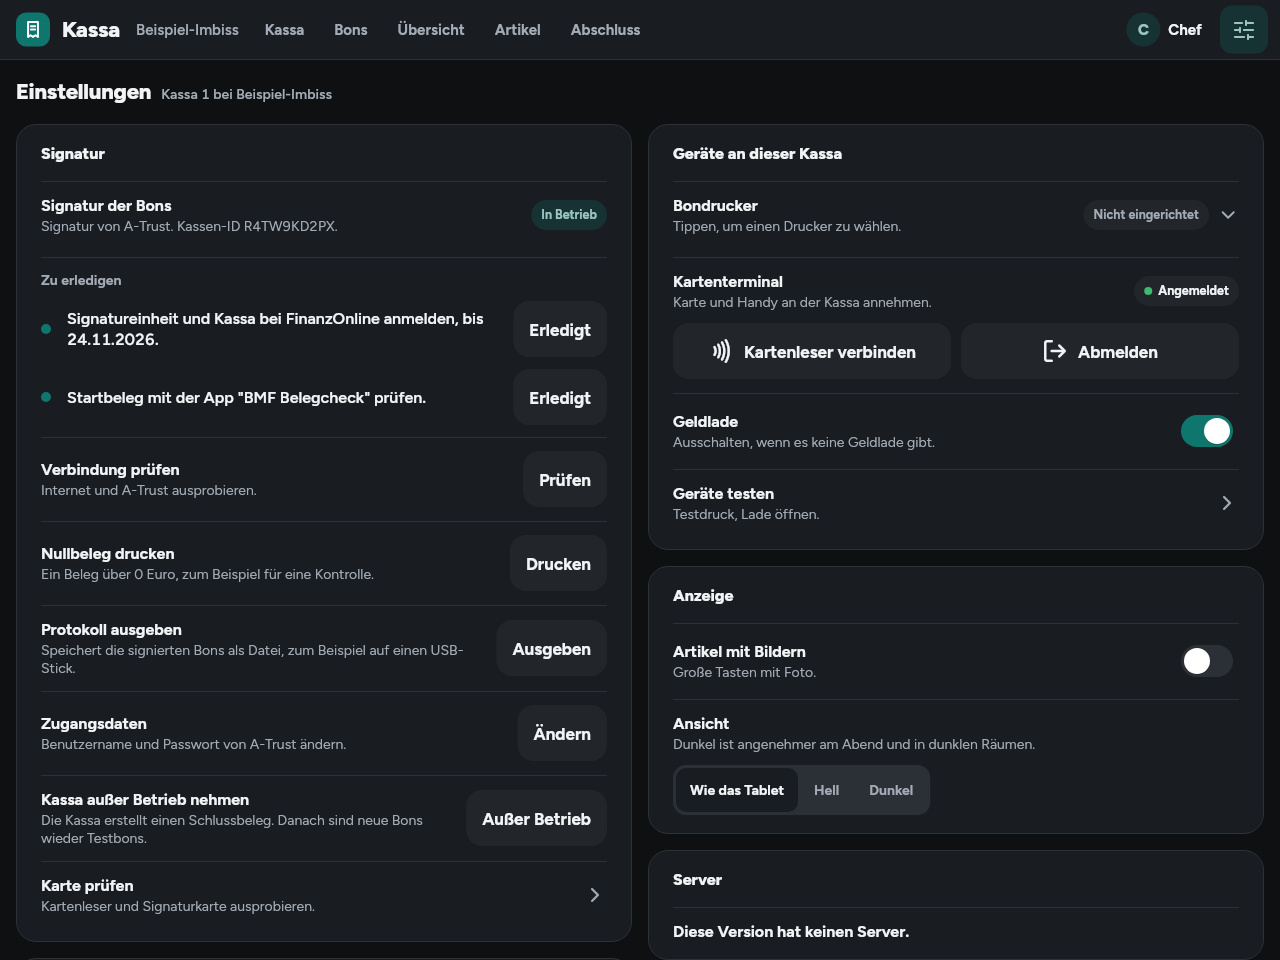 Kassa
Beispiel-Imbiss
Kassa
Bons
Übersicht
Artikel
Abschluss
C
Chef
Einstellungen
Kassa 1 bei Beispiel-Imbiss
Signatur
Signatur der Bons
Signatur von A-Trust. Kassen-ID R4TW9KD2PX.
In Betrieb
Zu erledigen
Signatureinheit und Kassa bei FinanzOnline anmelden, bis
24.11.2026.
Erledigt
Startbeleg mit der App "BMF Belegcheck" prüfen.
Erledigt
Verbindung prüfen
Internet und A-Trust ausprobieren.
Prüfen
Nullbeleg drucken
Ein Beleg über 0 Euro, zum Beispiel für eine Kontrolle.
Drucken
Protokoll ausgeben
Speichert die signierten Bons als Datei, zum Beispiel auf einen USB-
Stick.
Ausgeben
Zugangsdaten
Benutzername und Passwort von A-Trust ändern.
Ändern
Kassa außer Betrieb nehmen
Die Kassa erstellt einen Schlussbeleg. Danach sind neue Bons
wieder Testbons.
Außer Betrieb
Karte prüfen
Kartenleser und Signaturkarte ausprobieren.
Geräte an dieser Kassa
Bondrucker
Tippen, um einen Drucker zu wählen.
Nicht eingerichtet
Kartenterminal
Karte und Handy an der Kassa annehmen.
Angemeldet
Kartenleser verbinden
Abmelden
Geldlade
Ausschalten, wenn es keine Geldlade gibt.
Geräte testen
Testdruck, Lade öffnen.
Anzeige
Artikel mit Bildern
Große Tasten mit Foto.
Ansicht
Dunkel ist angenehmer am Abend und in dunklen Räumen.
Wie das Tablet
Hell
Dunkel
Server
Diese Version hat keinen Server.